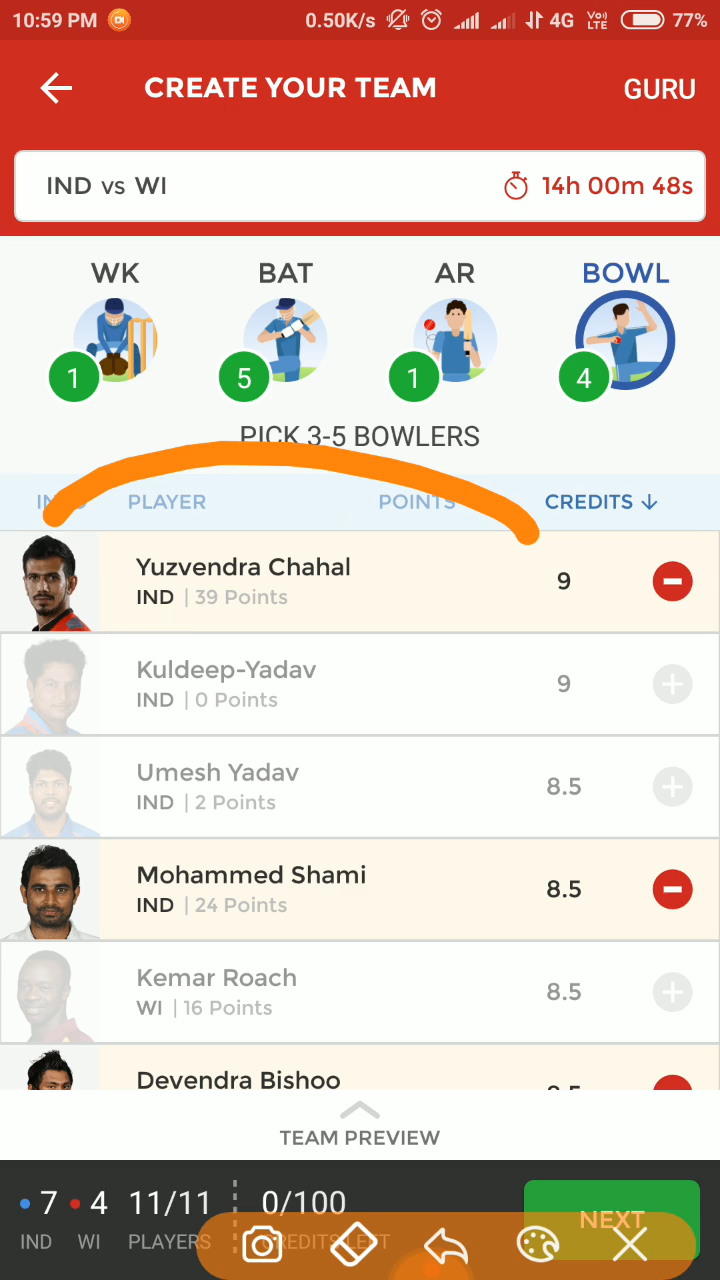 10:59 PM 0.50K/s 4G Vo)) LTE 77%
CREATE YOUR TEAM GURU
IND vs WI 14h 00m 48s
WK BAT AR BOWL
1 5 1 4
PICK 3-5 BOWLERS
PLAYER POINTS CREDITS
Yuzvendra Chahal 9
IND | 39 Points
Kuldeep-Yadav 9
IND | 0 Points
Umesh Yadav 8.5
IND | 2 Points
Mohammed Shami 8.5
IND | 24 Points
Kemar Roach 8.5
WI | 16 Points
Devendra Bishoo
TEAM PREVIEW
7 4 11/11 0/100 NEXT
IND WI PLAYERS CREDITS LEFT